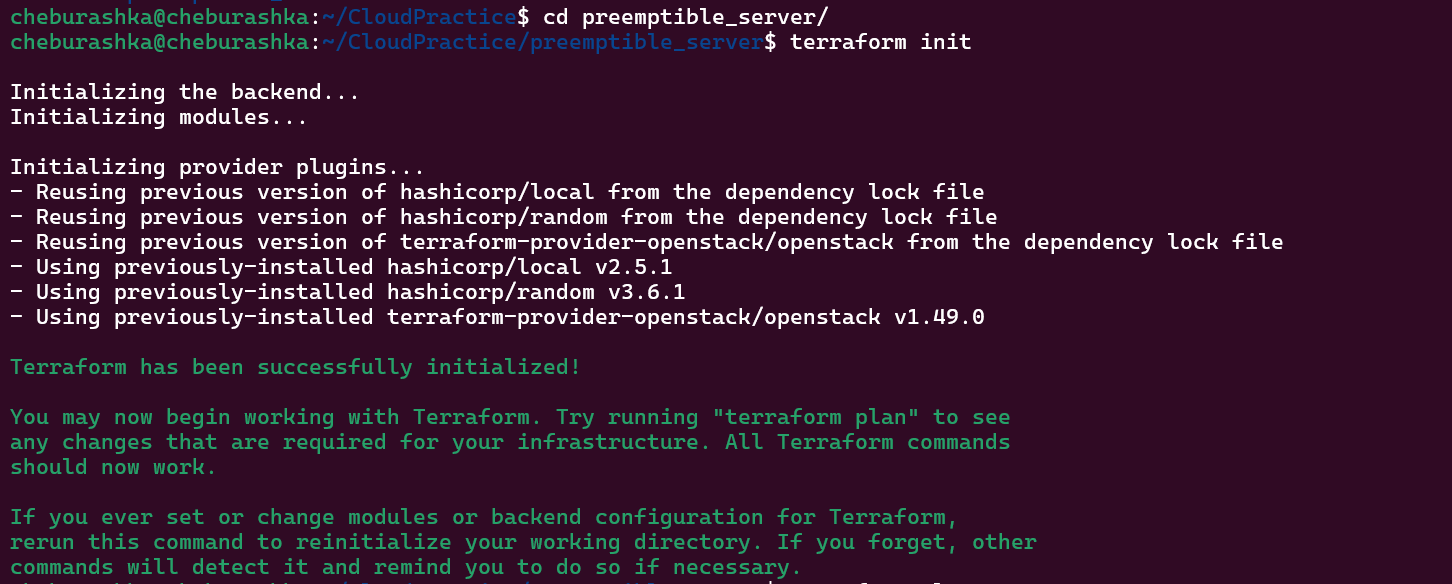 cheburashka@cheburashka:~/CloudPractice$ cd preemptible_server/
cheburashka@cheburashka:~/CloudPractice/preemptible_server$ terraform init
Initializing the backend...
Initializing modules...
Initializing provider plugins...
- Reusing previous version of hashicorp/local from the dependency lock file
- Reusing previous version of hashicorp/random from the dependency lock file
- Reusing previous version of terraform-provider-openstack/openstack from the dependency lock file
- Using previously-installed hashicorp/local v2.5.1
- Using previously-installed hashicorp/random v3.6.1
- Using previously-installed terraform-provider-openstack/openstack v1.49.0
Terraform has been successfully initialized!
You may now begin working with Terraform. Try running "terraform plan" to see
any changes that are required for your infrastructure. All Terraform commands
should now work.
If you ever set or change modules or backend configuration for Terraform,
rerun this command to reinitialize your working directory. If you forget, other
commands will detect it and remind you to do so if necessary.